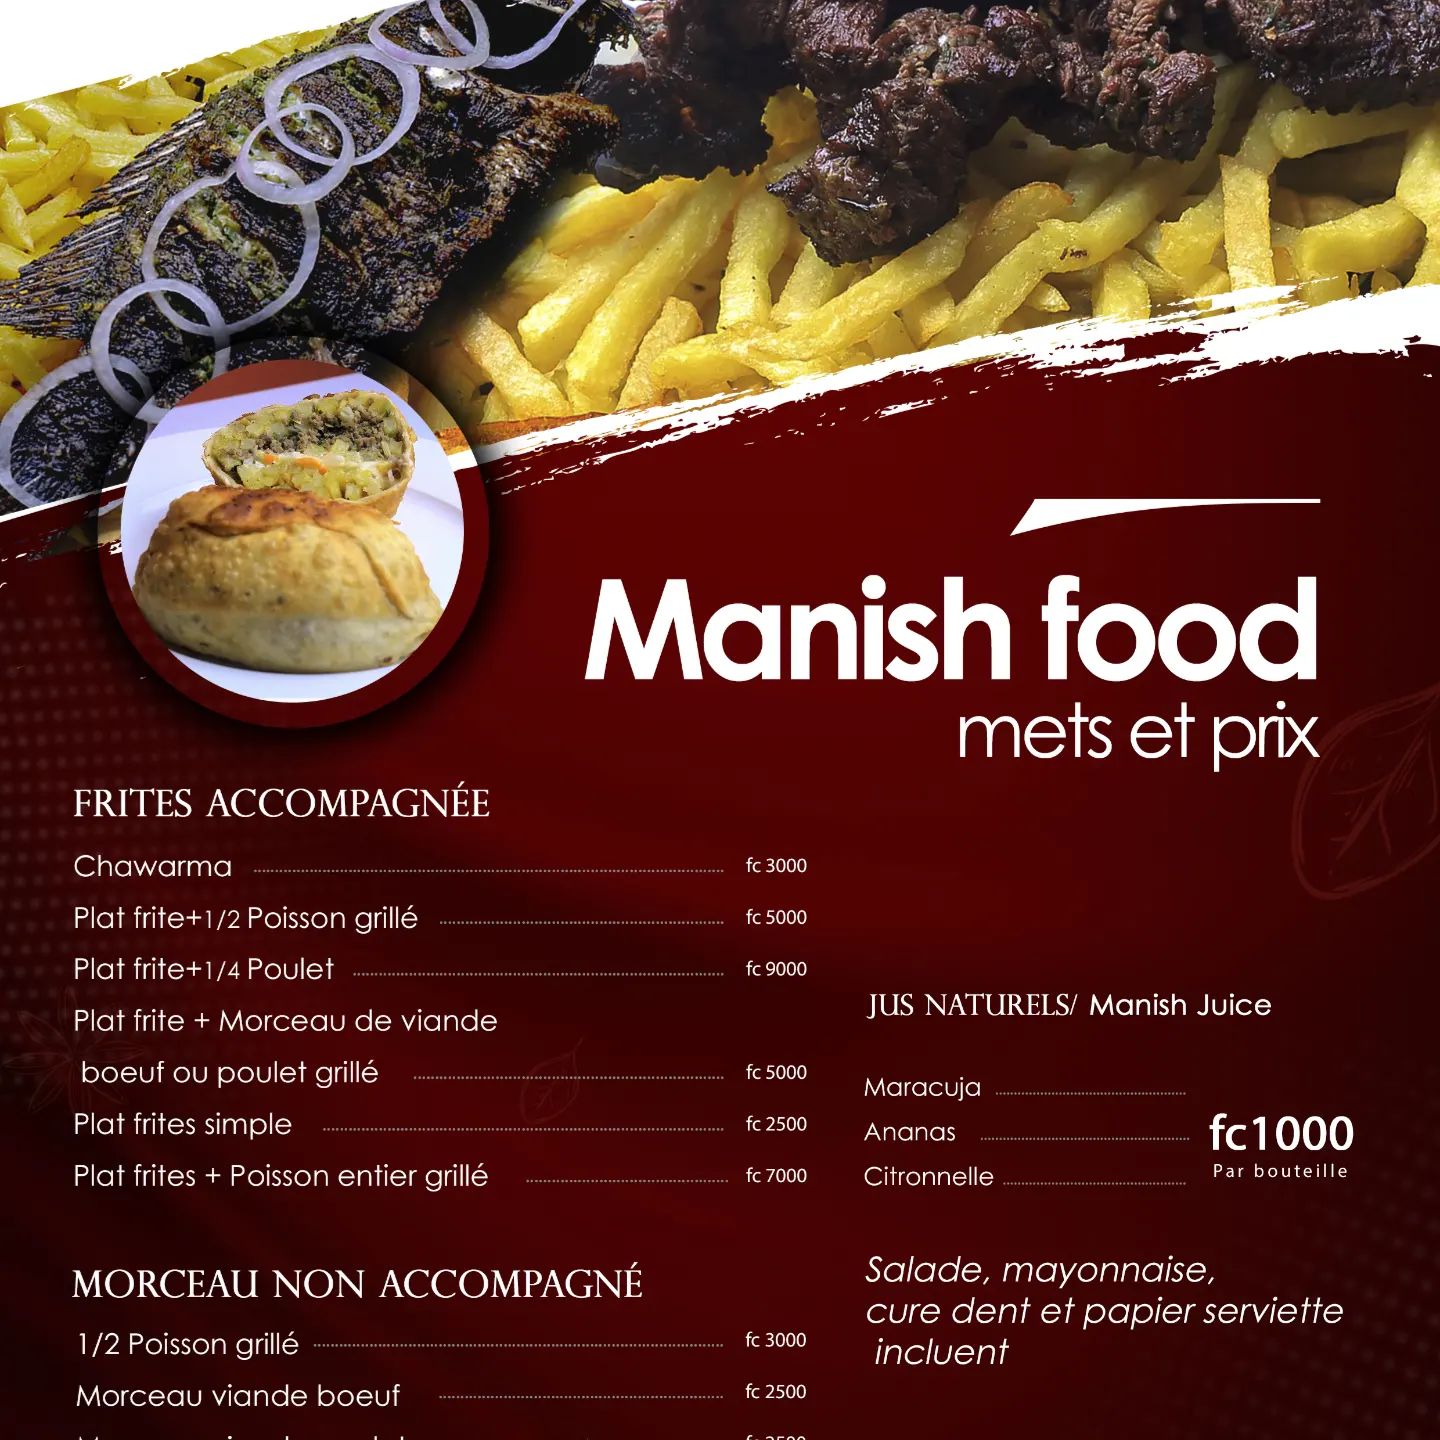 Manish food
mets et prix
FRITES ACCOMPAGNÉE
Chawarma fc 3000
Plat frite+1/2 Poisson grillé fc 5000
Plat frite+1/4 Poulet fc 9000
Plat frite + Morceau de viande
boeuf ou poulet grillé fc 5000
Plat frites simple fc 2500
Plat frites + Poisson entier grillé fc 7000
MORCEAU NON ACCOMPAGNÉ
1/2 Poisson grillé fc 3000
Morceau viande boeuf fc 2500
JUS NATURELS/ Manish Juice
Maracuja
Ananas
Citronnelle
fc1000
Par bouteille
Salade, mayonnaise,
cure dent et papier serviette
incluent